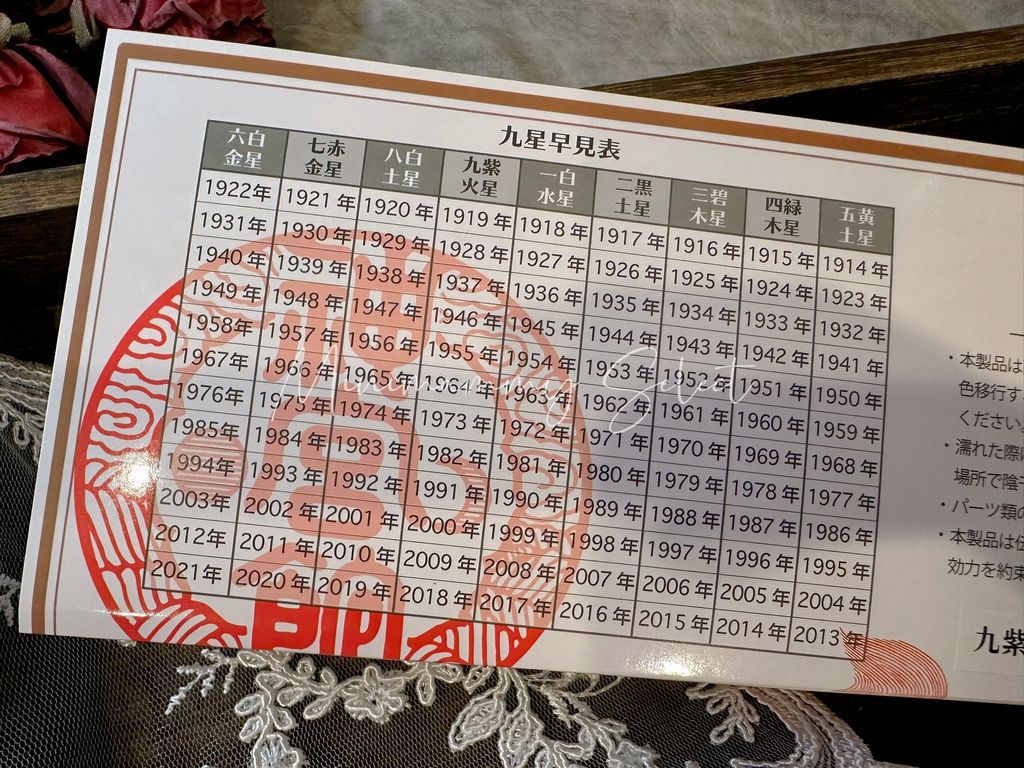 九星早見表
六白金星 七赤金星 八白土星 九紫火星 一白水星 二黒土星 三碧木星 四緑木星 五黄土星
1922年 1921年 1920年 1919年 1918年 1917年 1916年 1915年 1914年
1931年 1930年 1929年 1928年 1927年 1926年 1925年 1924年 1923年
1940年 1939年 1938年 1937年 1936年 1935年 1934年 1933年 1932年
1949年 1948年 1947年 1946年 1945年 1944年 1943年 1942年 1941年
1958年 1957年 1956年 1955年 1954年 1953年 1952年 1951年 1950年
1967年 1966年 1965年 1964年 1963年 1962年 1961年 1960年 1959年
1976年 1975年 1974年 1973年 1972年 1971年 1970年 1969年 1968年
1985年 1984年 1983年 1982年 1981年 1980年 1979年 1978年 1977年
1994年 1993年 1992年 1991年 1990年 1989年 1988年 1987年 1986年
2003年 2002年 2001年 2000年 1999年 1998年 1997年 1996年 1995年
2012年 2011年 2010年 2009年 2008年 2007年 2006年 2005年 2004年
2021年 2020年 2019年 2018年 2017年 2016年 2015年 2014年 2013年
・本製品は
色移行す
ください。
・濡れた際
場所で陰干
・パーツ類の
・本製品は任
効力を約束
九紫